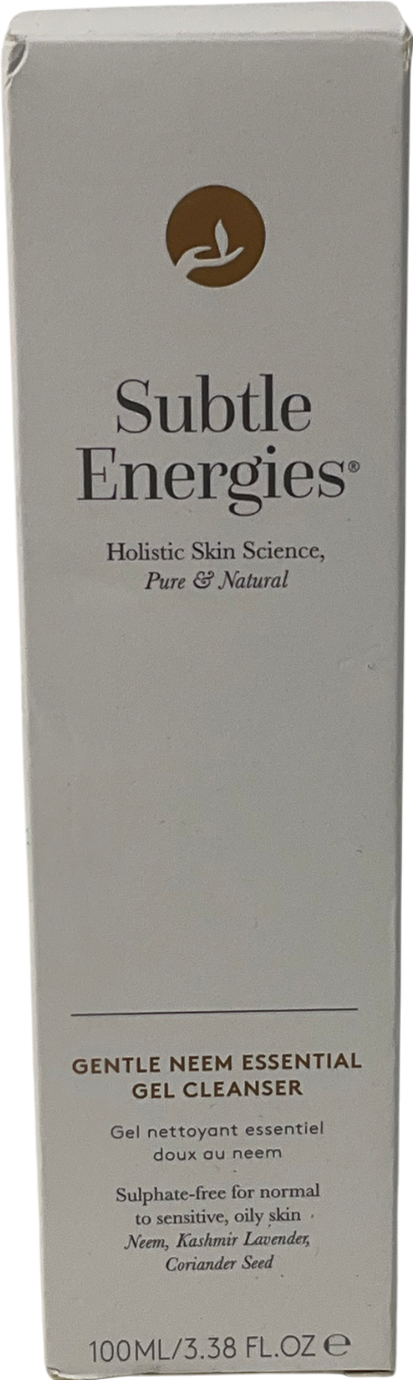 Subtle
Energies®
Holistic Skin Science,
Pure & Natural
GENTLE NEEM ESSENTIAL
GEL CLEANSER
Gel nettoyant essentiel
doux au neem
Sulphate-free for normal
to sensitive, oily skin
Neem, Kashmir Lavender,
Coriander Seed
100ML/3.38 FL.OZ ℮